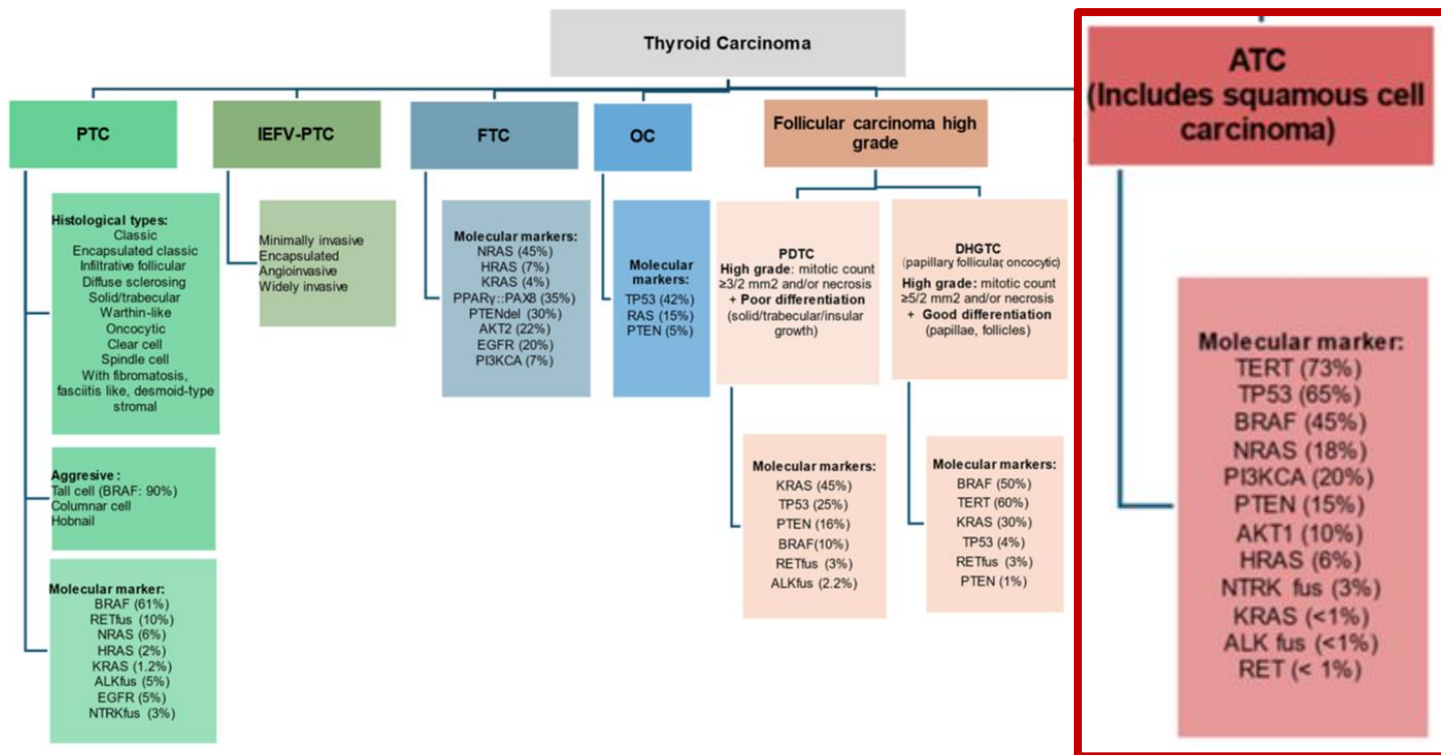 Thyroid Carcinoma
PTC
Histological types:
Classic
Encapsulated classic
Infiltrative follicular
Diffuse sclerosing
Solid/trabecular
Warthin-like
Oncocytic
Clear cell
Spindle cell
With fibromatosis,
fasciitis like, desmoid-type
stromal
Aggresive :
Tall cell (BRAF: 90%)
Columnar cell
Hobnail
Molecular marker:
BRAF (61%)
RETfus (10%)
NRAS (6%)
HRAS (2%)
KRAS (1.2%)
ALKfus (5%)
EGFR (5%)
NTRKfus (3%)
IEFV-PTC
Minimally invasive
Encapsulated
Angioinvasive
Widely invasive
FTC
Molecular markers:
NRAS (45%)
HRAS (7%)
KRAS (4%)
PPARγ::PAX8 (35%)
PTENdel (30%)
AKT2 (22%)
EGFR (20%)
PI3KCA (7%)
OC
Molecular
markers:
TP53 (42%)
RAS (15%)
PTEN (5%)
Follicular carcinoma high
grade
PDTC
High grade: mitotic count
≥3/2 mm2 and/or necrosis
+ Poor differentiation
(solid/trabecular/insular
growth)
Molecular markers:
KRAS (45%)
TP53 (25%)
PTEN (16%)
BRAF(10%)
RETfus (3%)
ALKfus (2.2%)
DHGTC
(papillary, follicular, oncocytic)
High grade: mitotic count
≥5/2 mm2 and/or necrosis
+ Good differentiation
(papillae, follicles)
Molecular markers:
BRAF (50%)
TERT (60%)
KRAS (30%)
TP53 (4%)
RETfus (3%)
PTEN (1%)
ATC
(Includes squamous cell
carcinoma)
Molecular marker:
TERT (73%)
TP53 (65%)
BRAF (45%)
NRAS (18%)
PI3KCA (20%)
PTEN (15%)
AKT1 (10%)
HRAS (6%)
NTRK fus (3%)
KRAS (<1%)
ALK fus (<1%)
RET (< 1%)